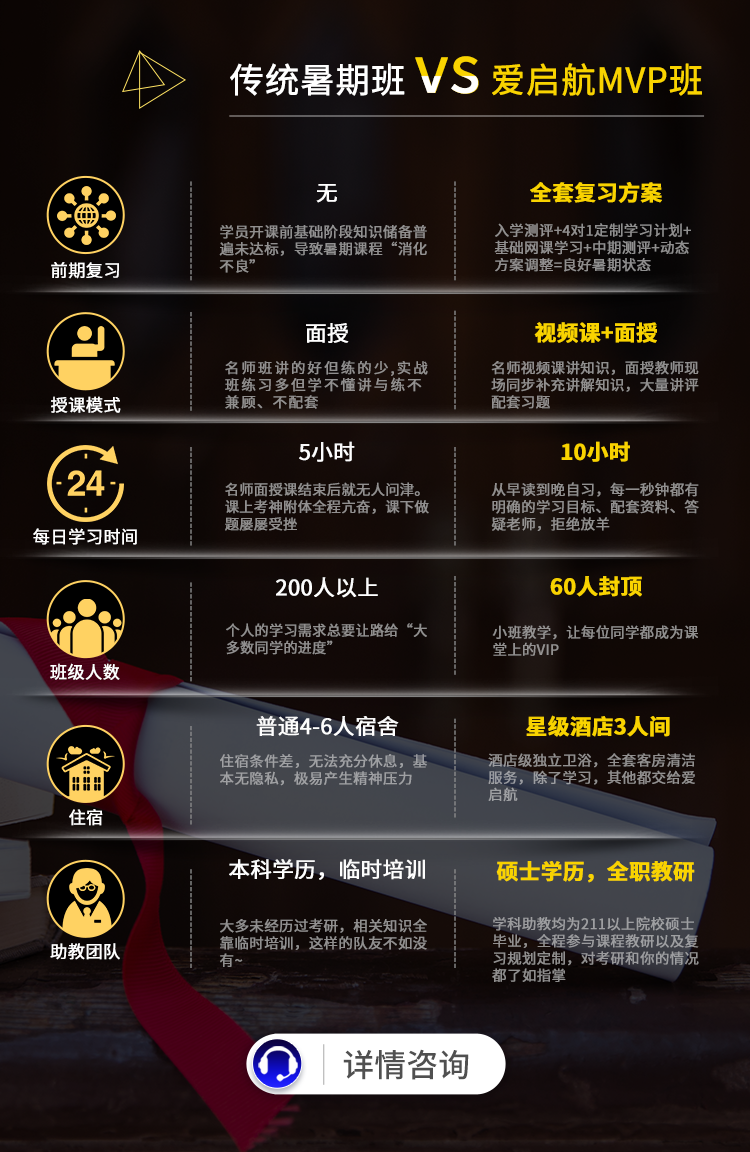 传统暑期班 VS 爱启航MVP班
前期复习
无
学员开课前基础阶段知识储备普
遍未达标，导致暑期课程“消化
不良”
全套复习方案
入学测评+4对1定制学习计划+
基础网课学习+中期测评+动态
方案调整=良好暑期状态
授课模式
面授
名师班讲的好但练的少,实战
班练习多但学不懂讲与练不
兼顾、不配套
视频课+面授
名师视频课讲知识，面授教师现
场同步补充讲解知识，大量讲评
配套习题
24
每日学习时间
5小时
名师面授课结束后就无人问津。
课上考神附体全程亢奋，课下做
题屡屡受挫
10小时
从早读到晚自习，每一秒钟都有
明确的学习目标、配套资料、答
疑老师，拒绝放羊
班级人数
200人以上
个人的学习需求总要让路给“大
多数同学的进度”
60人封顶
小班教学，让每位同学都成为课
堂上的VIP
住宿
普通4-6人宿舍
住宿条件差，无法充分休息，基
本无隐私，极易产生精神压力
星级酒店3人间
酒店级独立卫浴，全套客房清洁
服务，除了学习，其他都交给爱
启航
助教团队
本科学历，临时培训
大多未经历过考研，相关知识全
靠临时培训，这样的队友不如没
有~
硕士学历，全职教研
学科助教均为211以上院校硕士
毕业，全程参与课程教研以及复
习规划定制，对考研和你的情况
都了如指掌
详情咨询